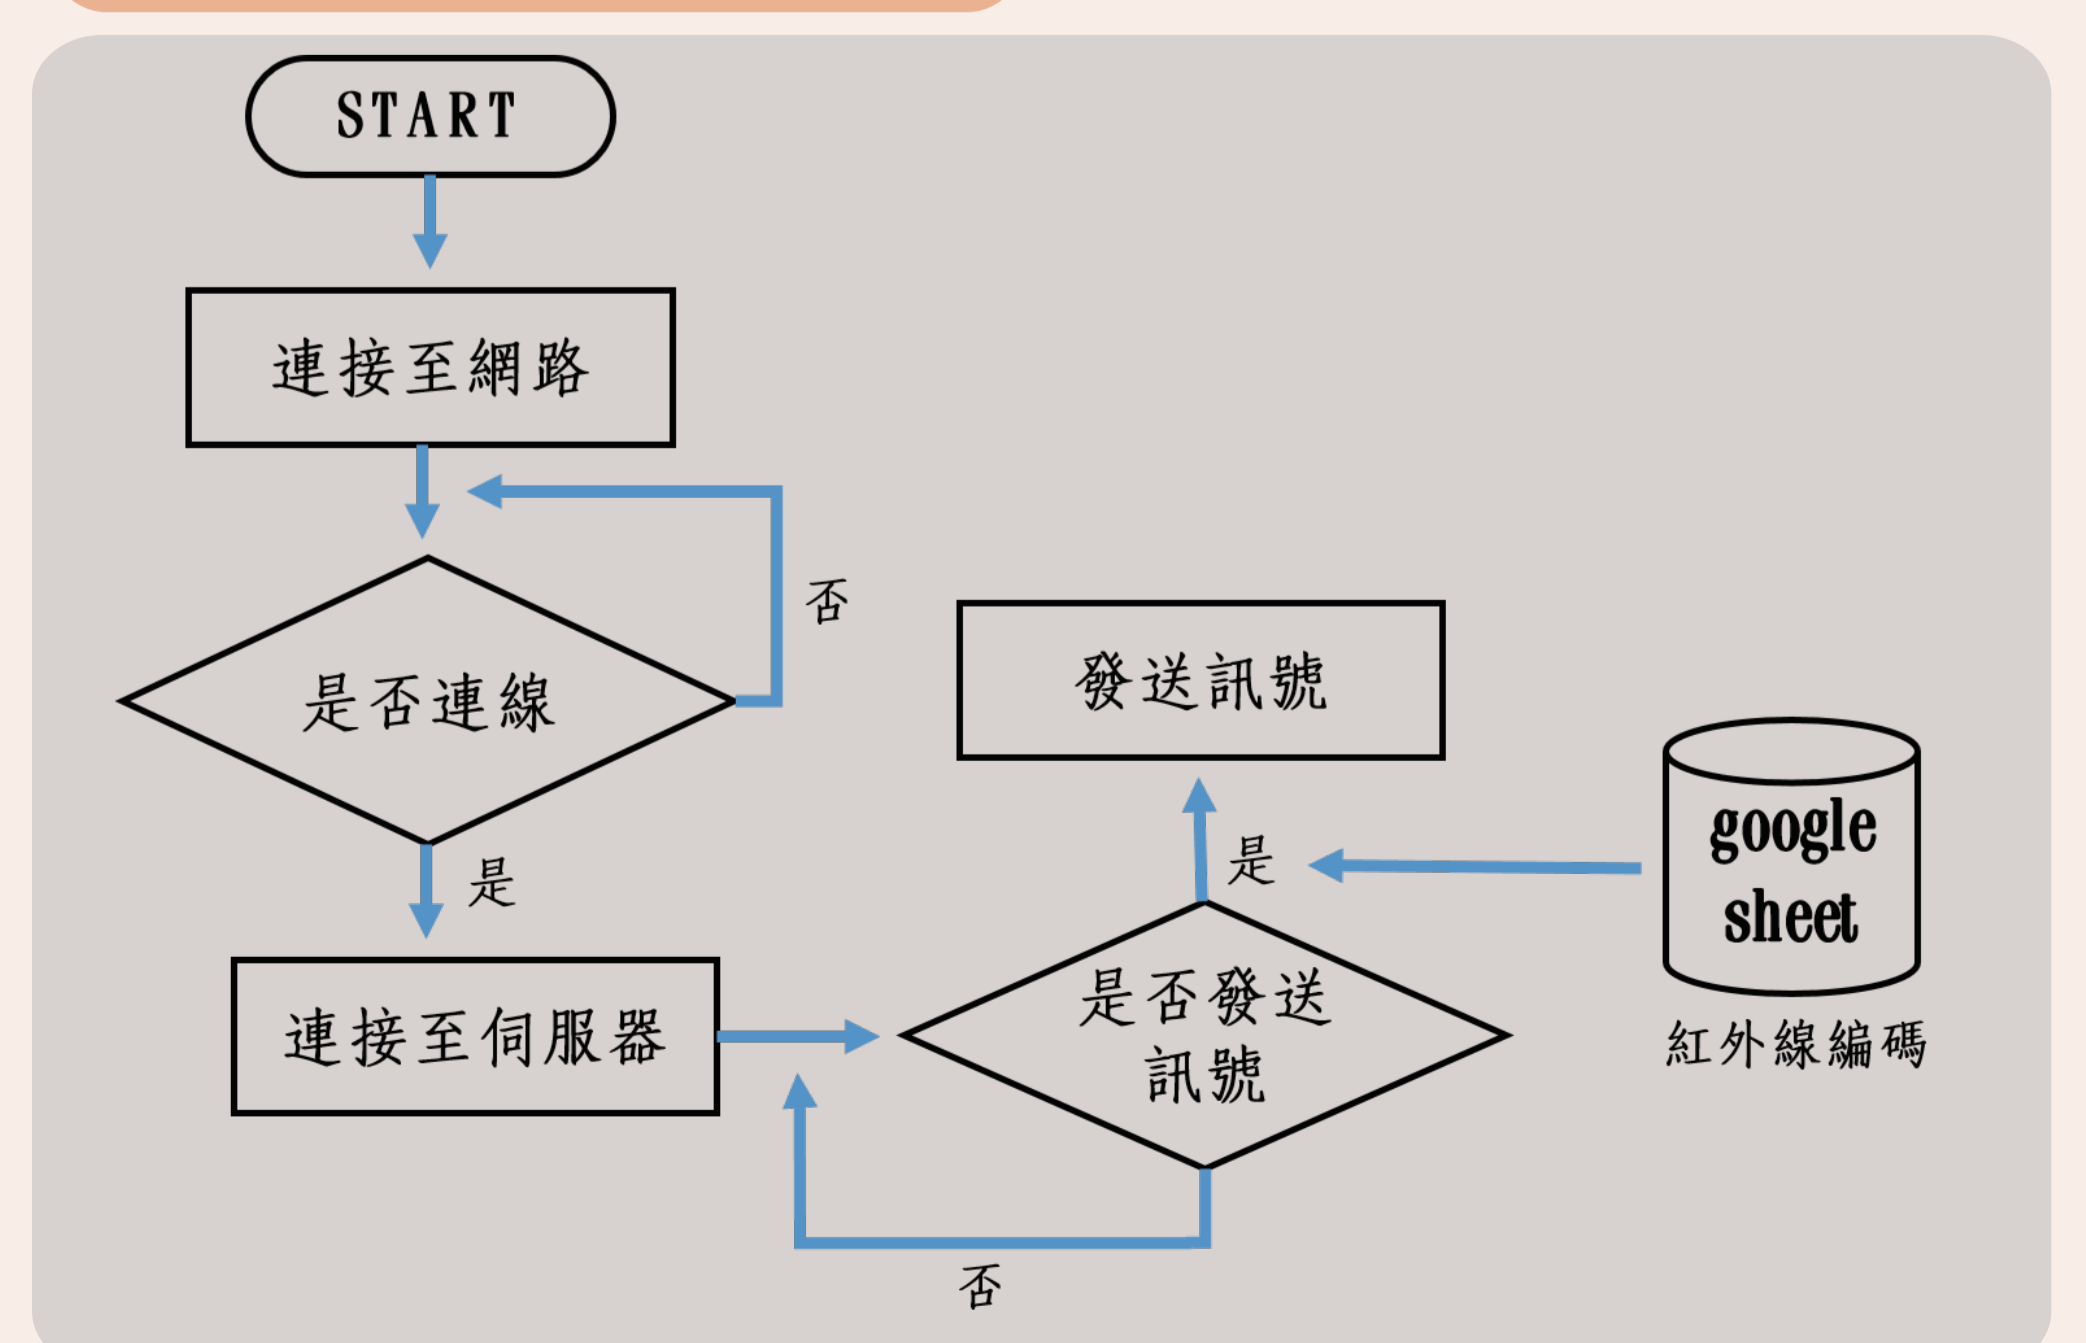 START
連接至網路
否
是否連線
是
連接至伺服器
發送訊號
是
是否發送
訊號
否
google
sheet
紅外線編碼